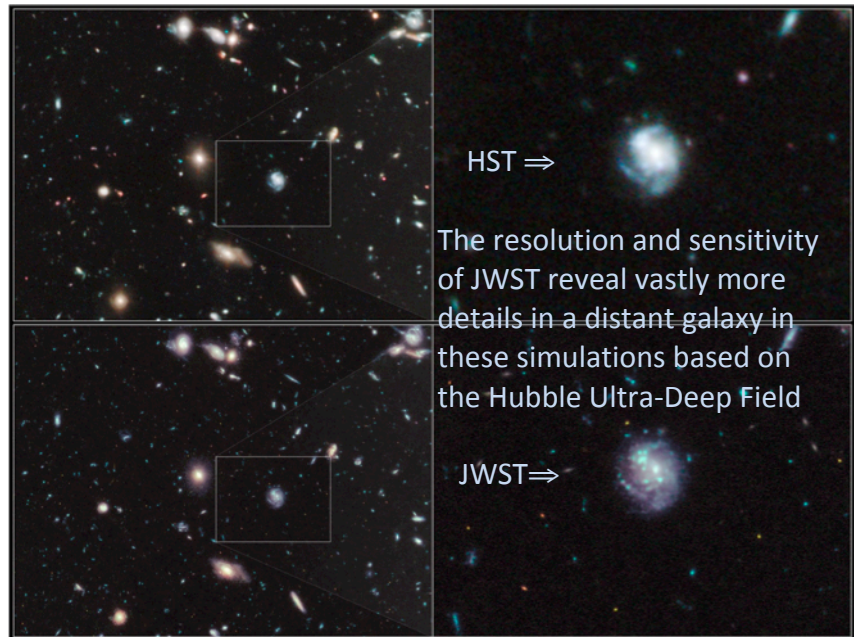 HST ⇒
The resolution and sensitivity
of JWST reveal vastly more
details in a distant galaxy in
these simulations based on
the Hubble Ultra-Deep Field
JWST⇒